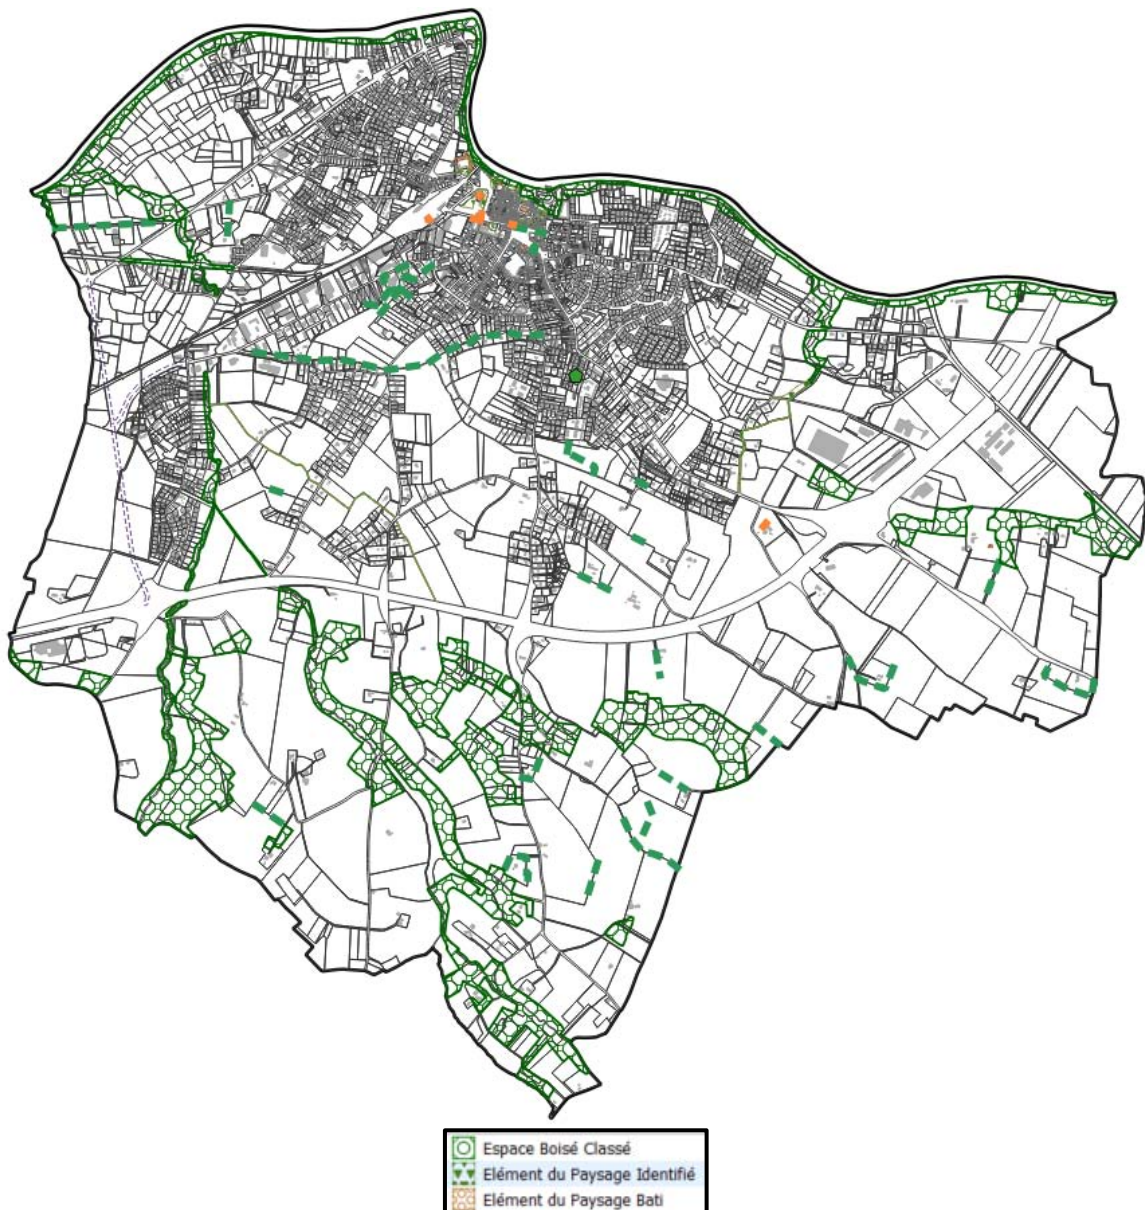 Espace Boisé Classé
Elément du Paysage Identifié
Elément du Paysage Bati